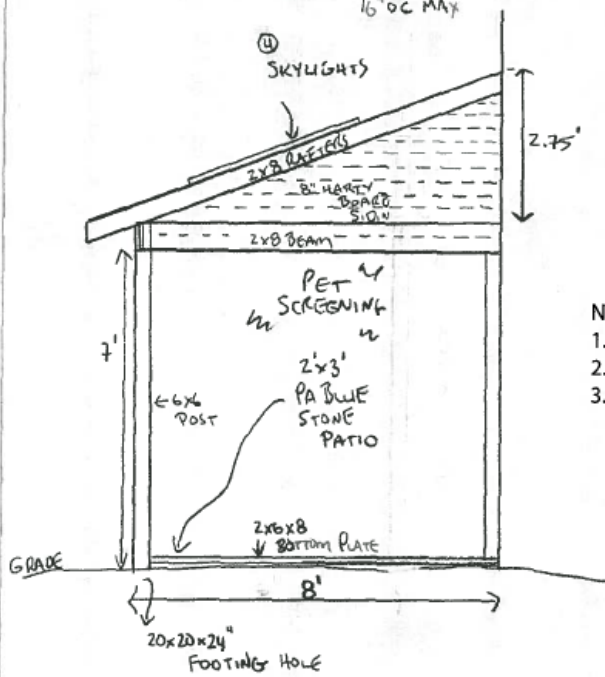 16" OC MAX
④
SKYLIGHTS
2.75'
2x8 RAFTERS
8" HARTY
BOARD
SIDIN
2x8 BEAM
PET
SCREENING
7'
2'x3'
PA BLUE
STONE
PATIO
←6x6
POST
2x6x8
BOTTOM PLATE
GRADE
8'
20x20x24"
FOOTING HOLE
N
1.
2.
3.